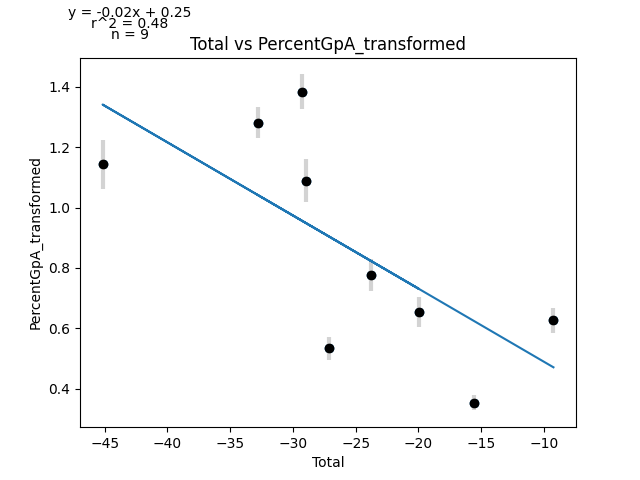 y = -0.02x + 0.25
r^2 = 0.48
n = 9
Total vs PercentGpA_transformed
PercentGpA_transformed
1.4
1.2
1.0
0.8
0.6
0.4
−45
−40
−35
−30
−25
−20
−15
−10
Total